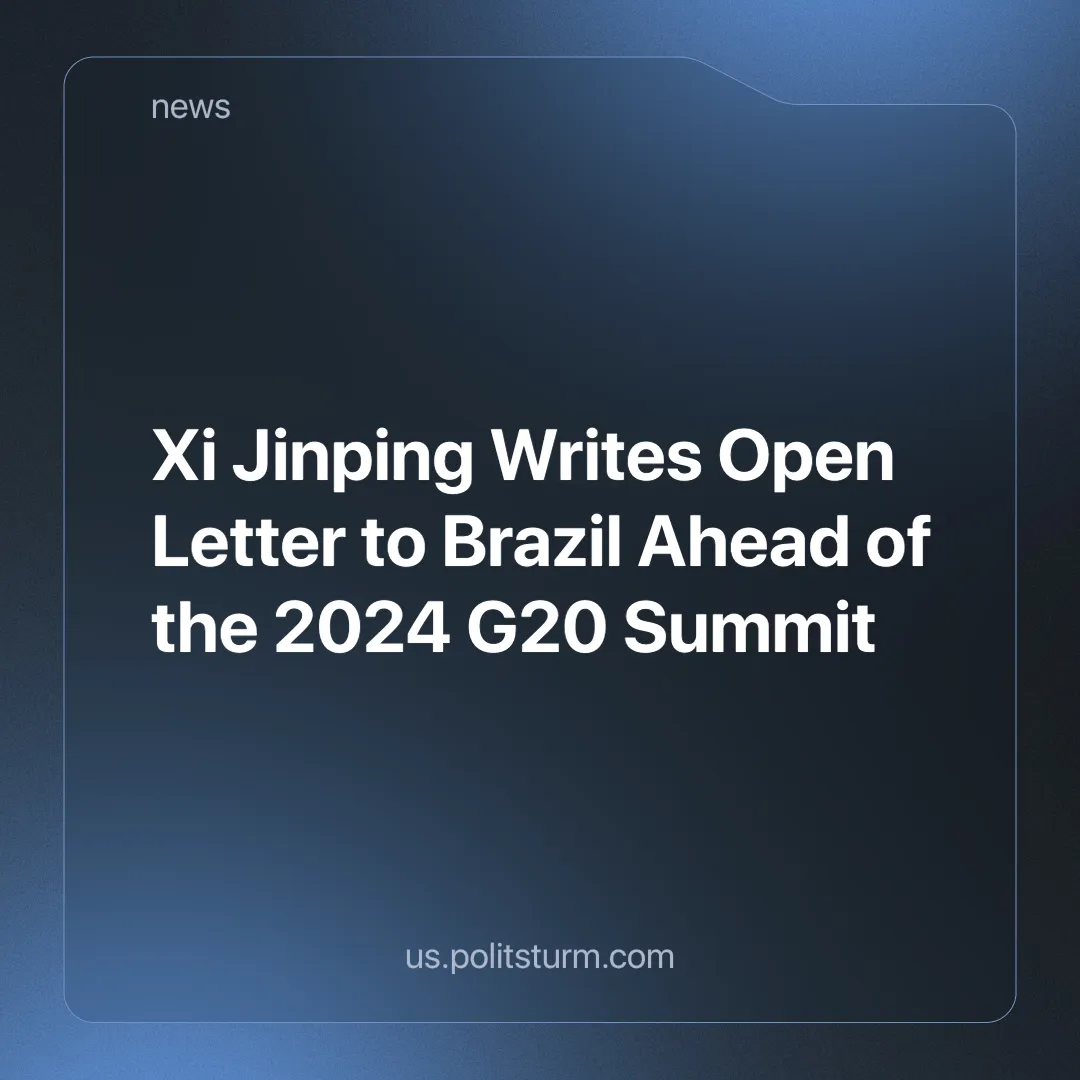 news
Xi Jinping Writes Open
Letter to Brazil Ahead of
the 2024 G20 Summit
us.politsturm.com